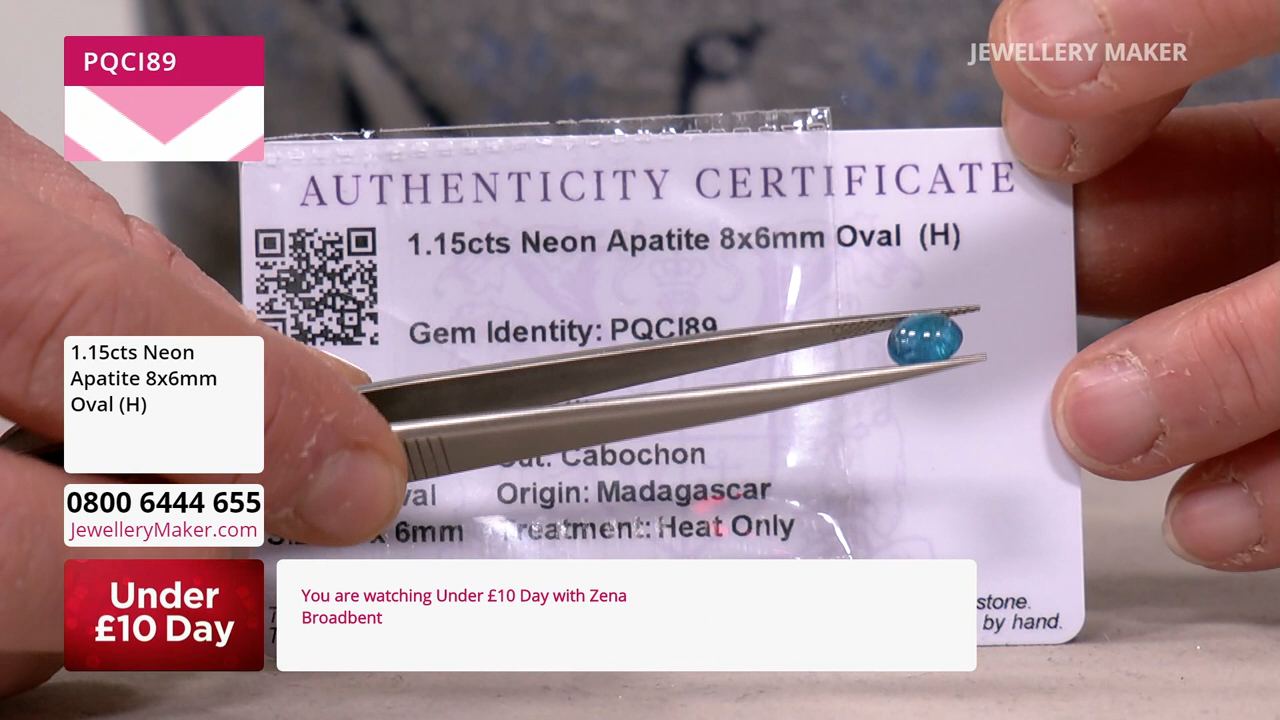 PQCI89
JEWELLERY MAKER
AUTHENTICITY CERTIFICATE
1.15cts Neon Apatite 8x6mm Oval (H)
Gem Identity: PQCI89
Cabochon
Origin: Madagascar
6mm Treatment: Heat Only
stone.
by hand.
1.15cts Neon
Apatite 8x6mm
Oval (H)
0800 6444 655
JewelleryMaker.com
Under
£10 Day
You are watching Under £10 Day with Zena
Broadbent